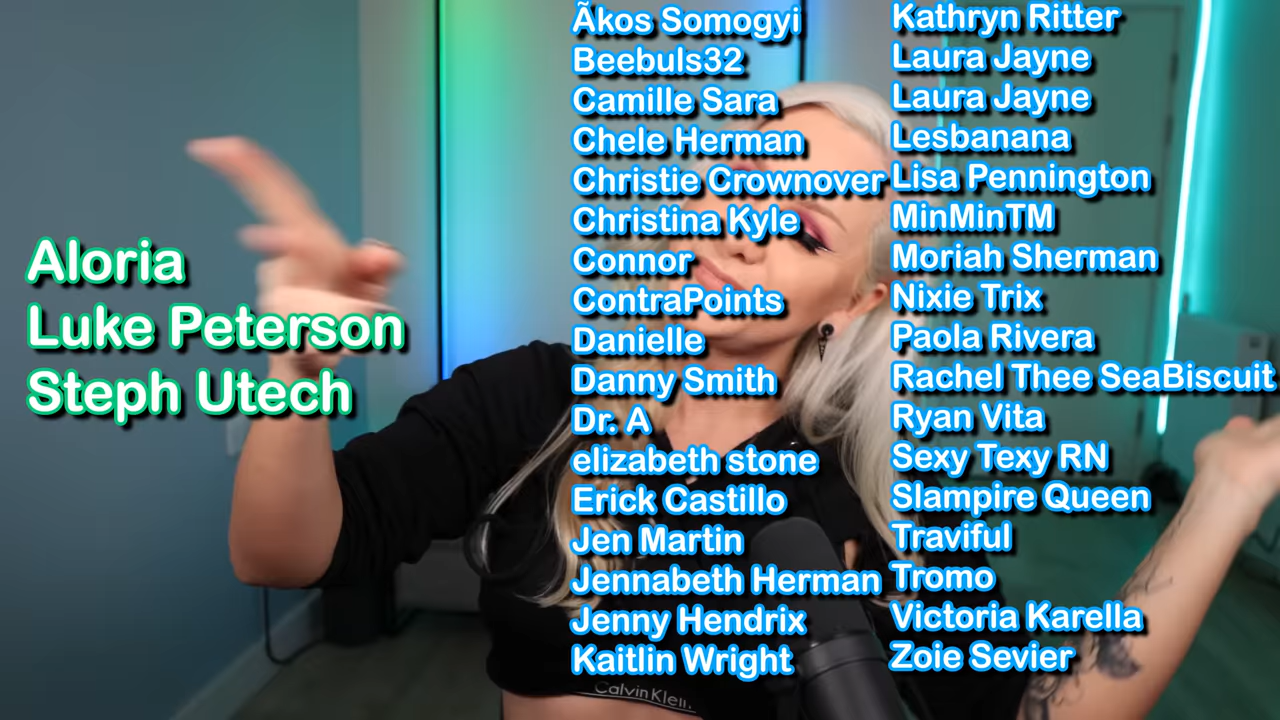 Aloria
Luke Peterson
Steph Utech
Ãkos Somogyi
Beebuls32
Camille Sara
Chele Herman
Christie Crownover
Christina Kyle
Connor
ContraPoints
Danielle
Danny Smith
Dr. A
elizabeth stone
Erick Castillo
Jen Martin
Jennabeth Herman
Jenny Hendrix
Kaitlin Wright
Kathryn Ritter
Laura Jayne
Laura Jayne
Lesbanana
Lisa Pennington
MinMinTM
Moriah Sherman
Nixie Trix
Paola Rivera
Rachel Thee SeaBiscuit
Ryan Vita
Sexy Texy RN
Slampire Queen
Traviful
Tromo
Victoria Karella
Zoie Sevier
Calvin Klein